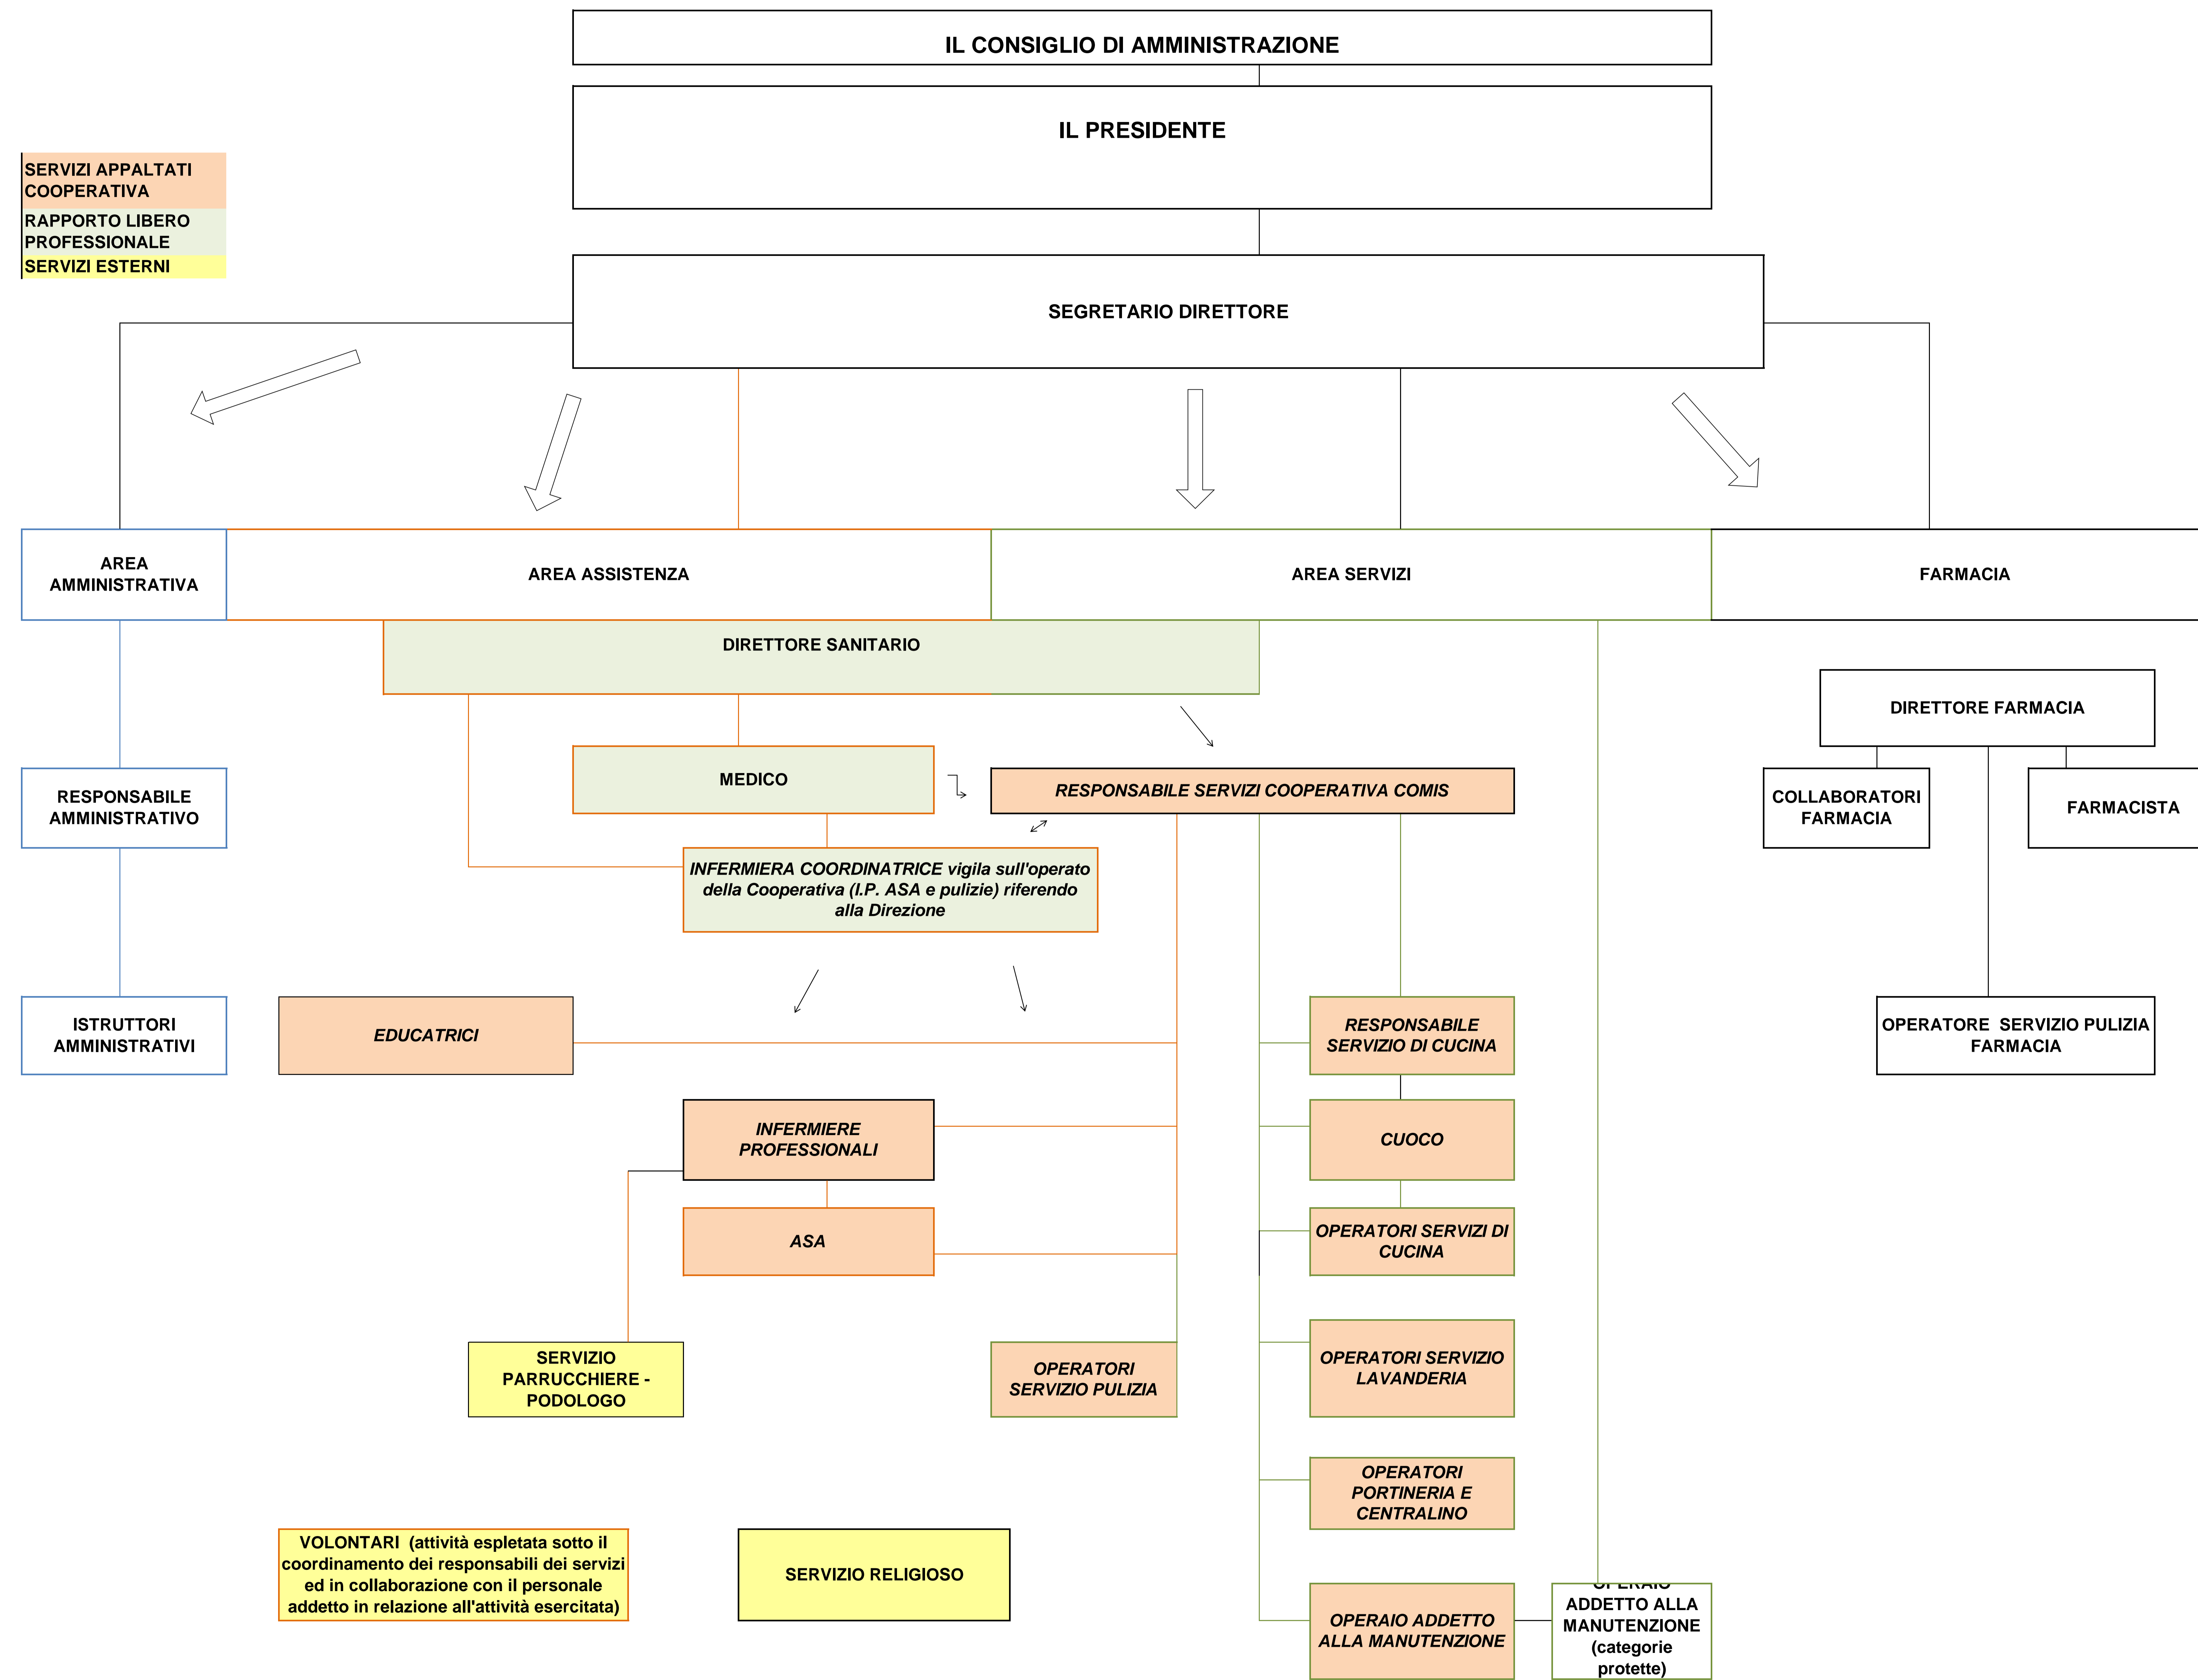 IL CONSIGLIO DI AMMINISTRAZIONE
IL PRESIDENTE
SERVIZI APPALTATI
COOPERATIVA
RAPPORTO LIBERO
PROFESSIONALE
SERVIZI ESTERNI
SEGRETARIO DIRETTORE
AREA
AMMINISTRATIVA
AREA ASSISTENZA
AREA SERVIZI
FARMACIA
DIRETTORE SANITARIO
DIRETTORE FARMACIA
MEDICO
RESPONSABILE SERVIZI COOPERATIVA COMIS
RESPONSABILE
AMMINISTRATIVO
COLLABORATORI
FARMACIA
FARMACISTA
INFERMIERA COORDINATRICE vigila sull'operato
della Cooperativa (I.P. ASA e pulizie) riferendo
alla Direzione
ISTRUTTORI
AMMINISTRATIVI
EDUCATRICI
RESPONSABILE
SERVIZIO DI CUCINA
OPERATORE SERVIZIO PULIZIA
FARMACIA
INFERMIERE
PROFESSIONALI
CUOCO
ASA
OPERATORI SERVIZI DI
CUCINA
SERVIZIO
PARRUCCHIERE -
PODOLOGO
OPERATORI
SERVIZIO PULIZIA
OPERATORI SERVIZIO
LAVANDERIA
OPERATORI
PORTINERIA E
CENTRALINO
VOLONTARI (attività espletata sotto il
coordinamento dei responsabili dei servizi
ed in collaborazione con il personale
addetto in relazione all'attività esercitata)
SERVIZIO RELIGIOSO
OPERAIO ADDETTO
ALLA MANUTENZIONE
OPERAIO
ADDETTO ALLA
MANUTENZIONE
(categorie
protette)